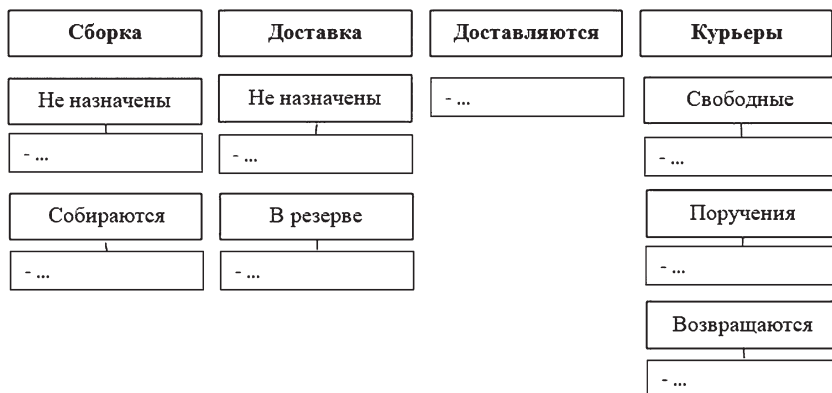 Сборка
Доставка
Доставляются
Курьеры
Не назначены
Не назначены
- ...
Свободные
- ...
- ...
- ...
Собираются
В резерве
Поручения
- ...
- ...
- ...
Возвращаются
- ...